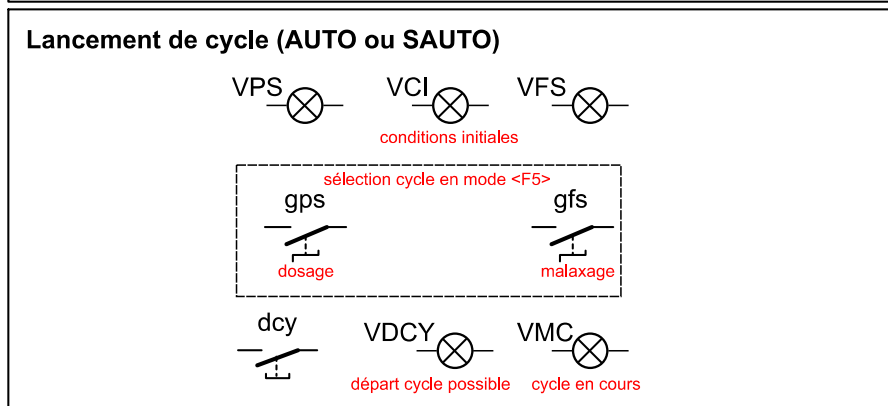 Lancement de cycle (AUTO ou SAUTO)
VPS VCI VFS
conditions initiales
sélection cycle en mode <F5>
gps gfs
dosage malaxage
dcy VDCY VMC
départ cycle possible cycle en cours